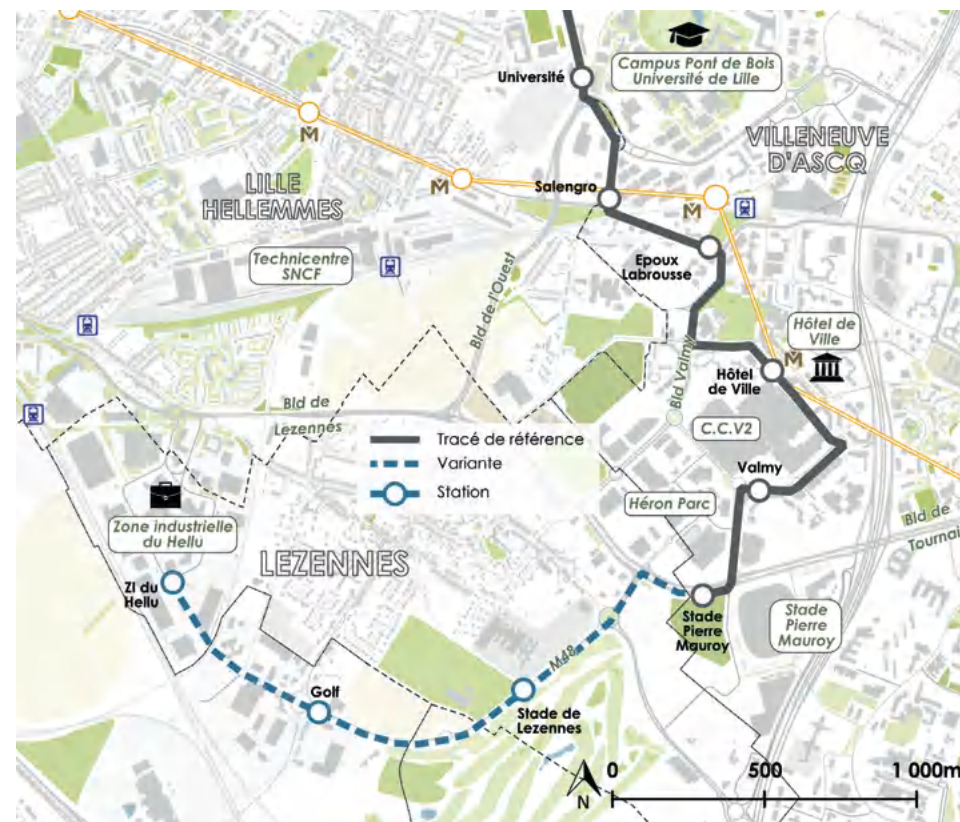 Campus Pont de Bois
Université de Lille
Université
VILLENEUVE
D'ASCQ
M
LILLE
HELLEMMES
M
Salengro
M
Technicentre
SNCF
Epoux
Labrousse
Bld de l'Ouest
Hôtel de
Ville
M
Bld Valmy
Hôtel
de Ville
Bld de
Lezennes
C.C.V2
Tracé de référence
Variante
Station
Valmy
Héron Parc
Bld de
Tournai
Zone industrielle
du Hellu
LEZENNES
ZI du
Hellu
Stade
Pierre
Mauroy
Stade
Pierre
Mauroy
M48
Golf
Stade de
Lezennes
N
0 500 1 000m